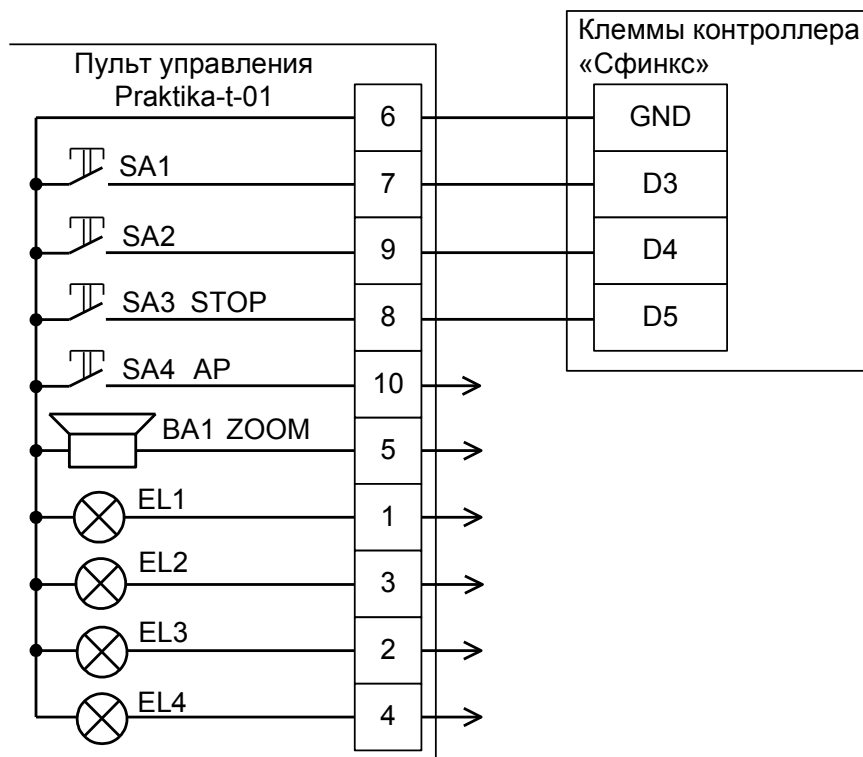 Клеммы контроллера
«Сфинкс»
Пульт управления
Praktika-t-01
6
GND
SA1
7
D3
SA2
9
D4
SA3 STOP
8
D5
SA4 AP
10
BA1 ZOOM
5
EL1
1
EL2
3
EL3
2
EL4
4